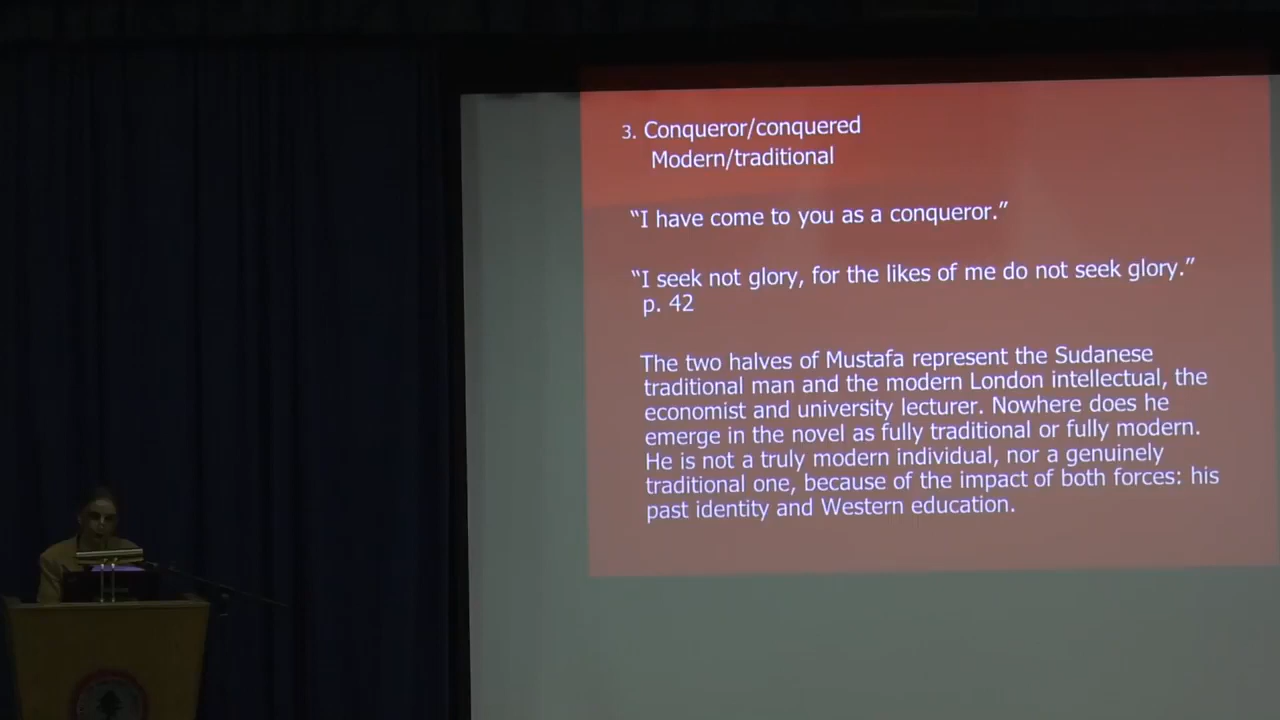 3. Conqueror/conquered
Modern/traditional
“I have come to you as a conqueror.”
“I seek not glory, for the likes of me do not seek glory.”
p. 42
The two halves of Mustafa represent the Sudanese
traditional man and the modern London intellectual, the
economist and university lecturer. Nowhere does he
emerge in the novel as fully traditional or fully modern.
He is not a truly modern individual, nor a genuinely
traditional one, because of the impact of both forces: his
past identity and Western education.